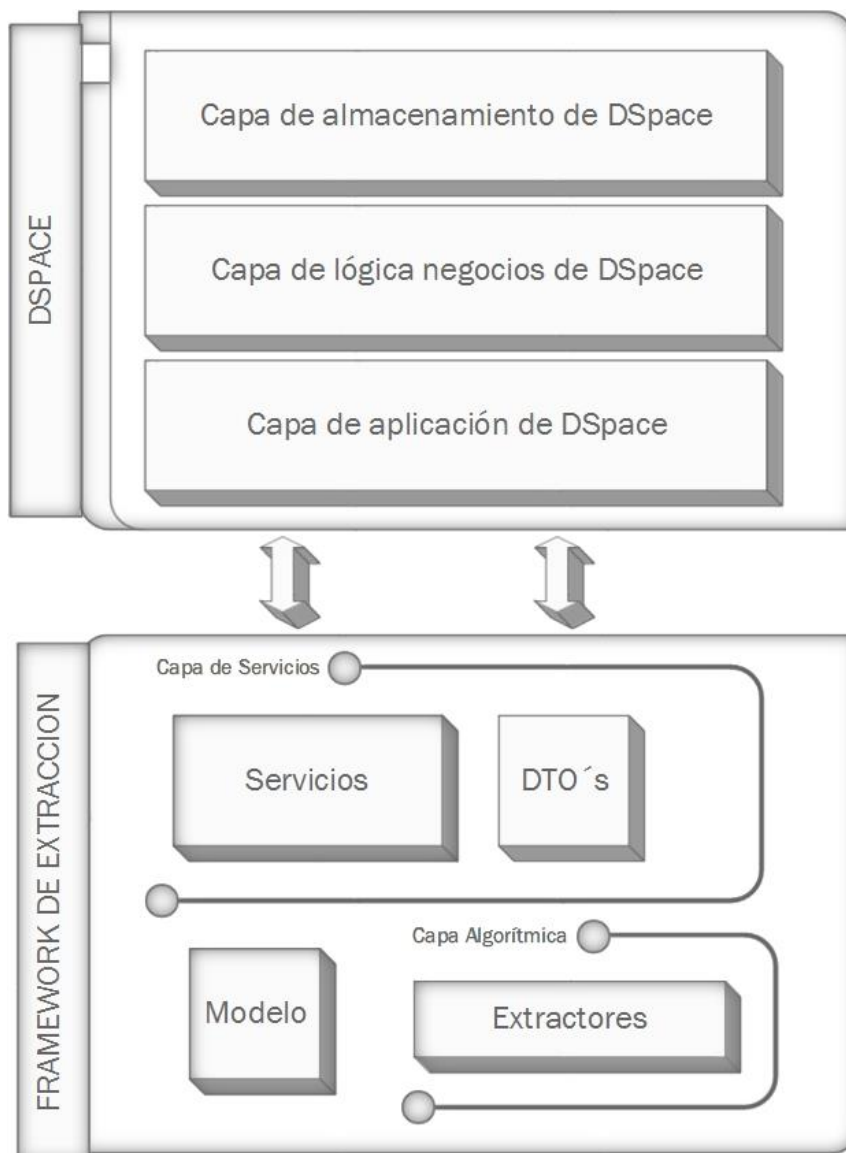 DSPACE
Capa de almacenamiento de DSpace
Capa de lógica negocios de DSpace
Capa de aplicación de DSpace
FRAMEWORK DE EXTRACCION
Capa de Servicios
Servicios
DTO´s
Capa Algorítmica
Modelo
Extractores